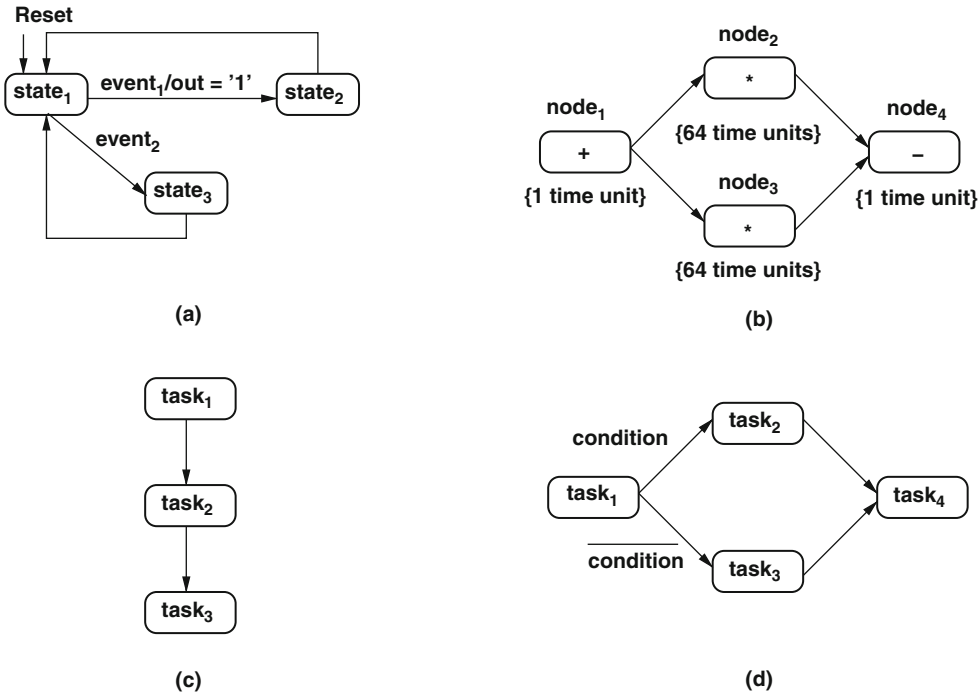 Reset
state₁
event₁/out = '1'
state₂
event₂
state₃
(a)
node₂
*
node₁
{64 time units}
node₄
+
–
node₃
{1 time unit}
{1 time unit}
*
{64 time units}
(b)
task₁
task₂
task₃
(c)
task₂
condition
task₁
task₄
condition
task₃
(d)